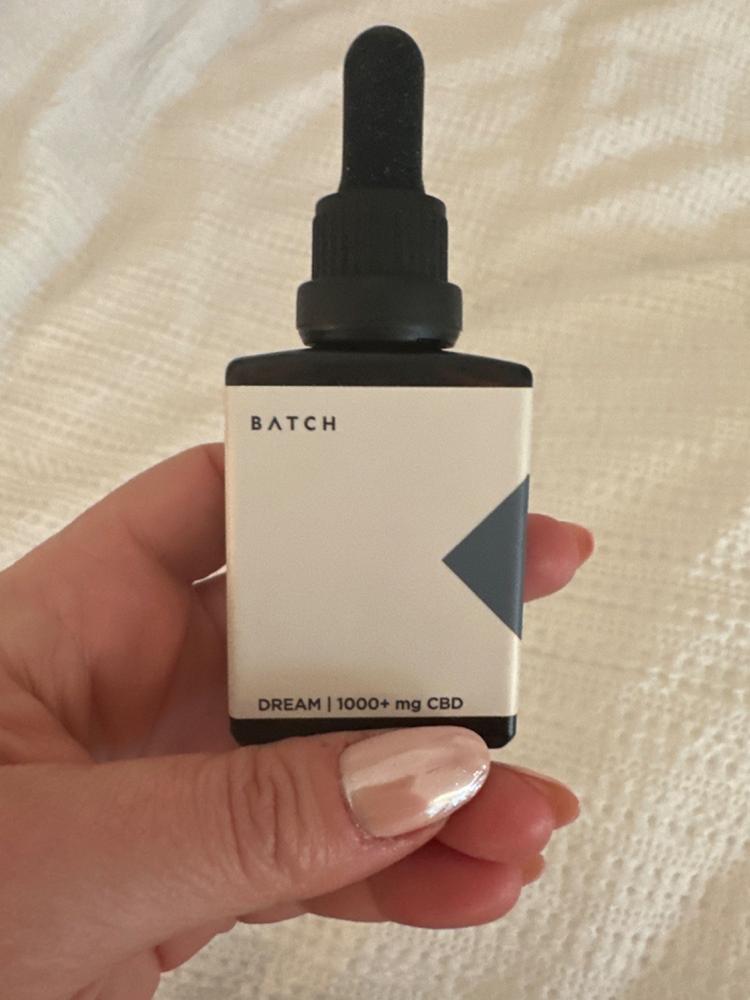 BATCH
DREAM | 1000+ mg CBD